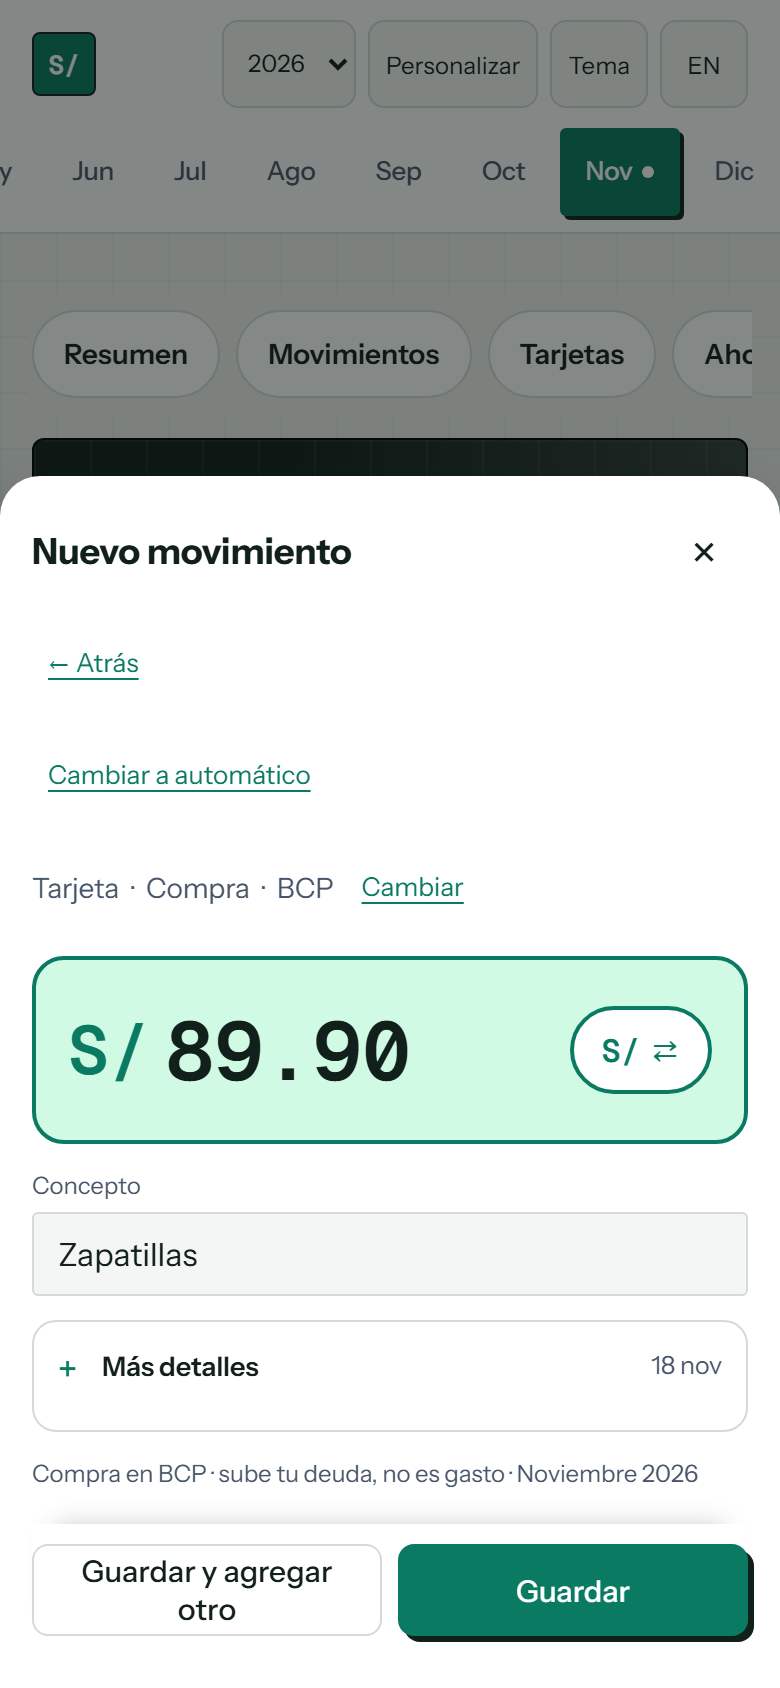 S/ 2026 Personalizar Tema EN
y Jun Jul Ago Sep Oct Nov Dic
Resumen Movimientos Tarjetas Aho
Nuevo movimiento ×
← Atrás
Cambiar a automático
Tarjeta · Compra · BCP Cambiar
S/ 89.90 S/ ⇄
Concepto
Zapatillas
+ Más detalles 18 nov
Compra en BCP · sube tu deuda, no es gasto · Noviembre 2026
Guardar y agregar
otro
Guardar